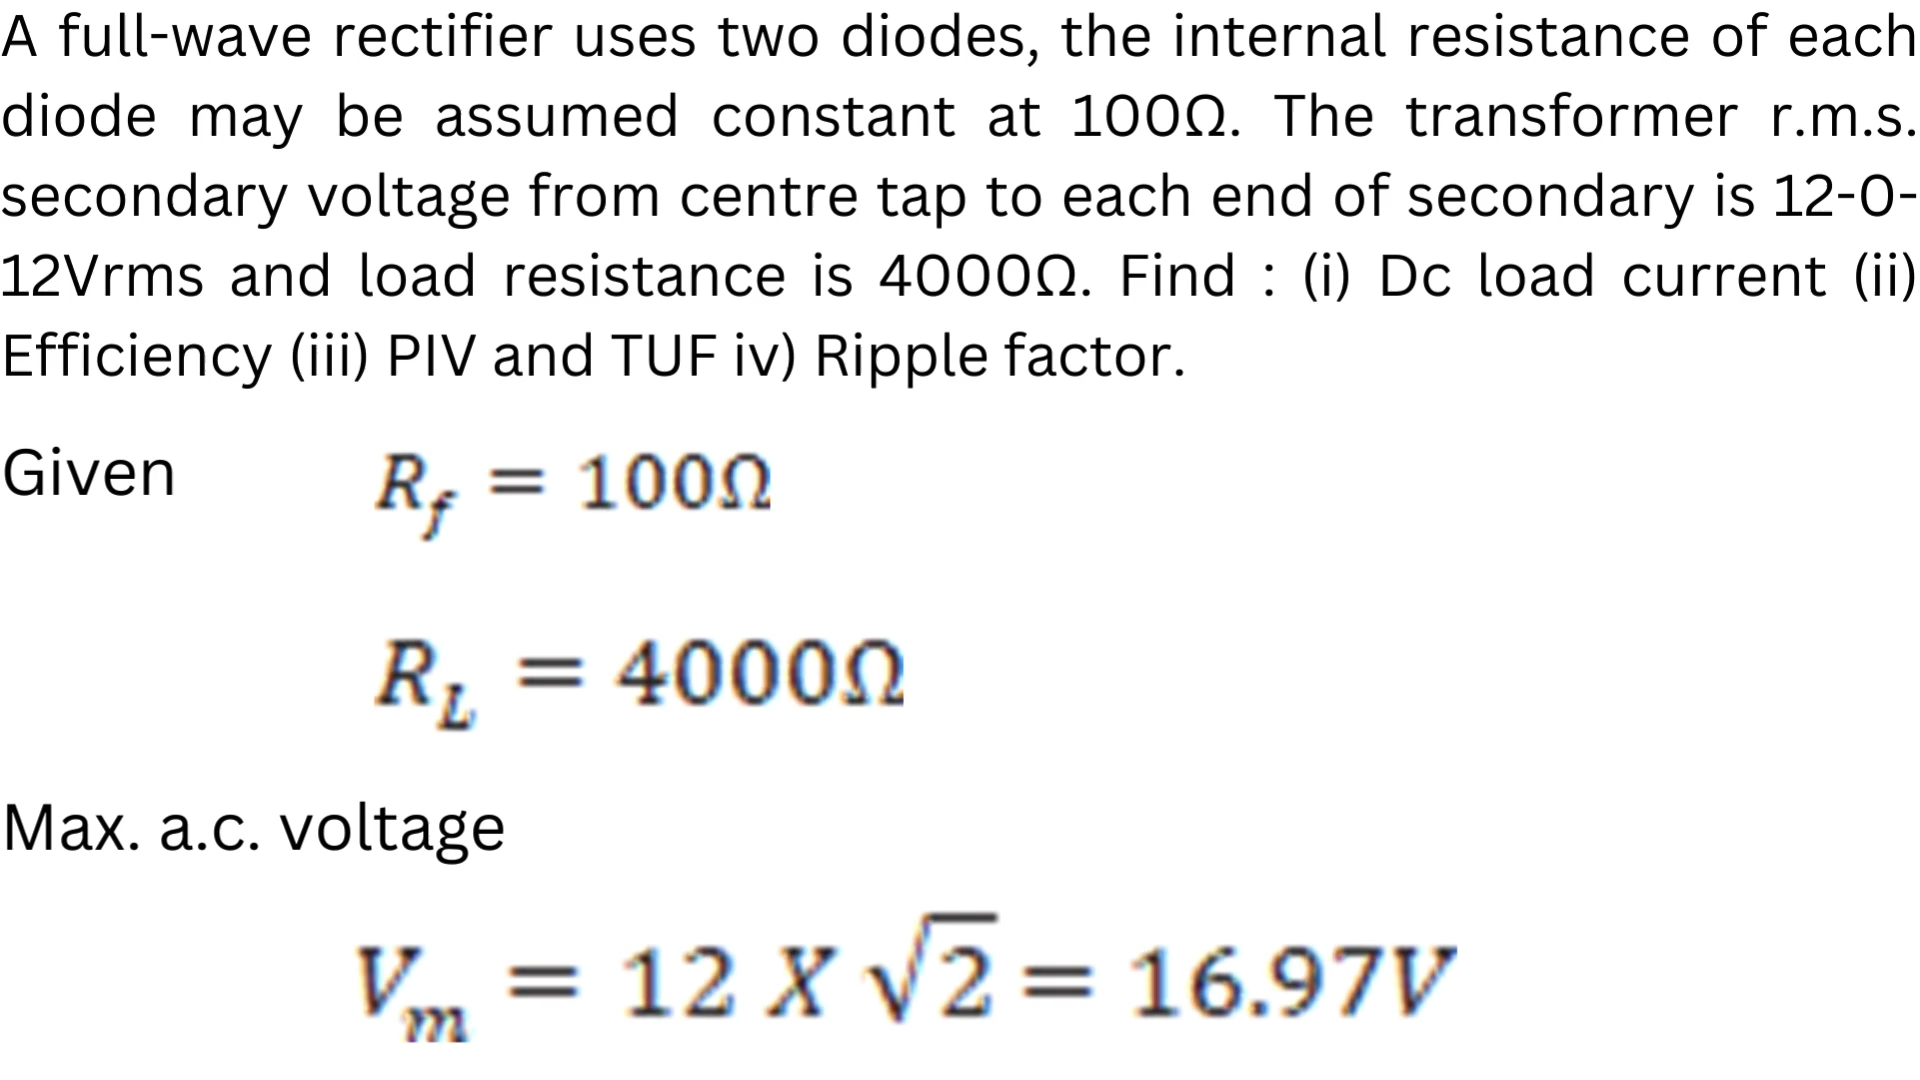 A full-wave rectifier uses two diodes, the internal resistance of each
diode may be assumed constant at 100Ω. The transformer r.m.s.
secondary voltage from centre tap to each end of secondary is 12-0-
12Vrms and load resistance is 4000Ω. Find : (i) Dc load current (ii)
Efficiency (iii) PIV and TUF iv) Ripple factor.
Given R_f = 100Ω
R_L = 4000Ω
Max. a.c. voltage
V_m = 12 X √2 = 16.97V